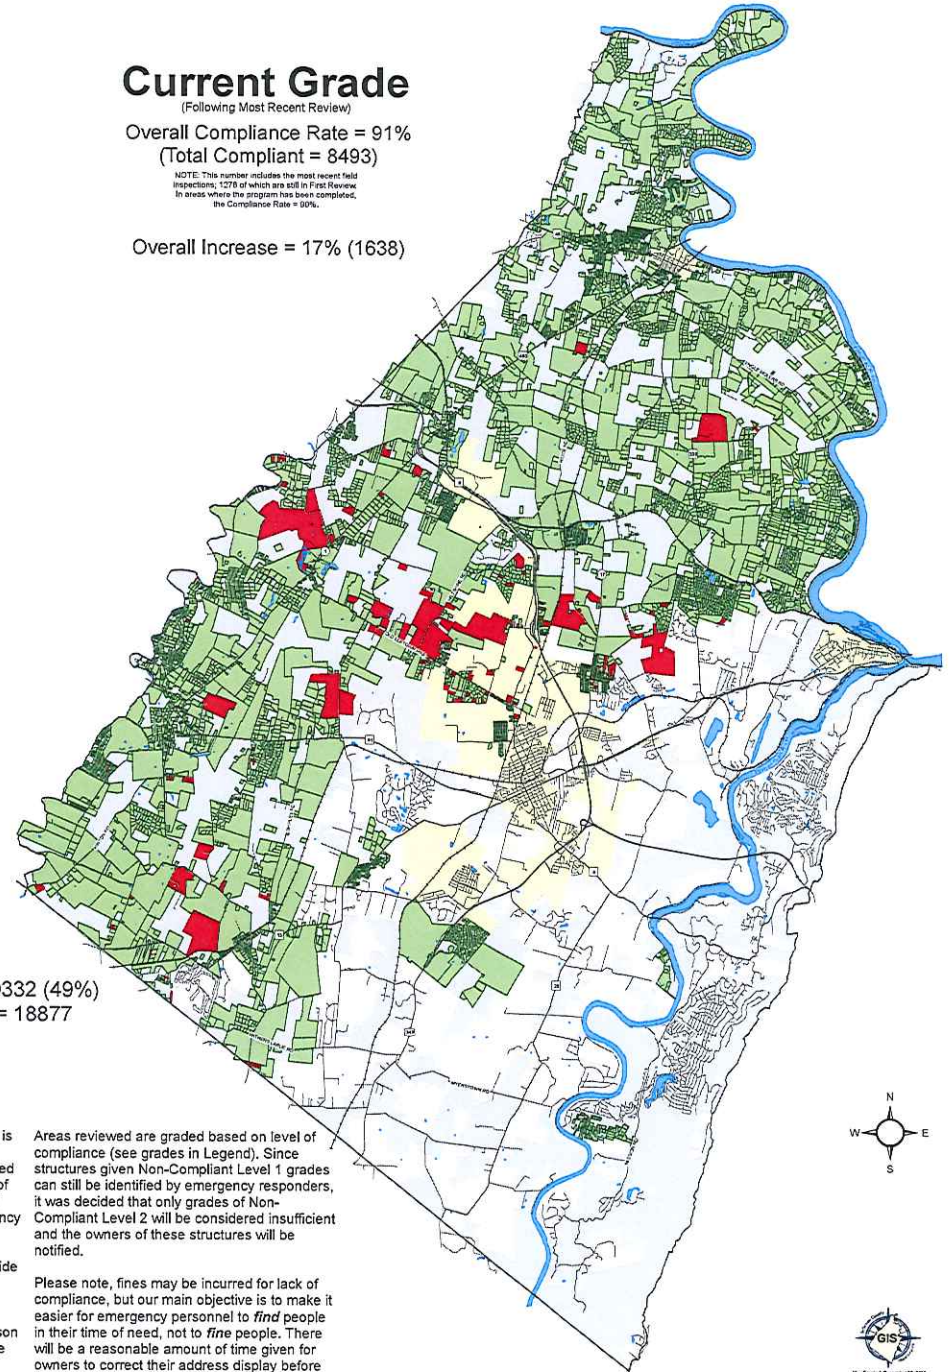 Current Grade
(Following Most Recent Review)
Overall Compliance Rate = 91%
(Total Compliant = 8493)
NOTE: This number includes the most recent field
inspections; 1278 of which are still in First Review.
In areas where the program has been completed,
the Compliance Rate = 90%.
Overall Increase = 17% (1638)
332 (49%)
= 18877
is
ed
of
ncy
ide
son
e
Areas reviewed are graded based on level of
compliance (see grades in Legend). Since
structures given Non-Compliant Level 1 grades
can still be identified by emergency responders,
it was decided that only grades of Non-
Compliant Level 2 will be considered insufficient
and the owners of these structures will be
notified.
Please note, fines may be incurred for lack of
compliance, but our main objective is to make it
easier for emergency personnel to find people
in their time of need, not to fine people. There
will be a reasonable amount of time given for
owners to correct their address display before
N
W
E
S
GIS